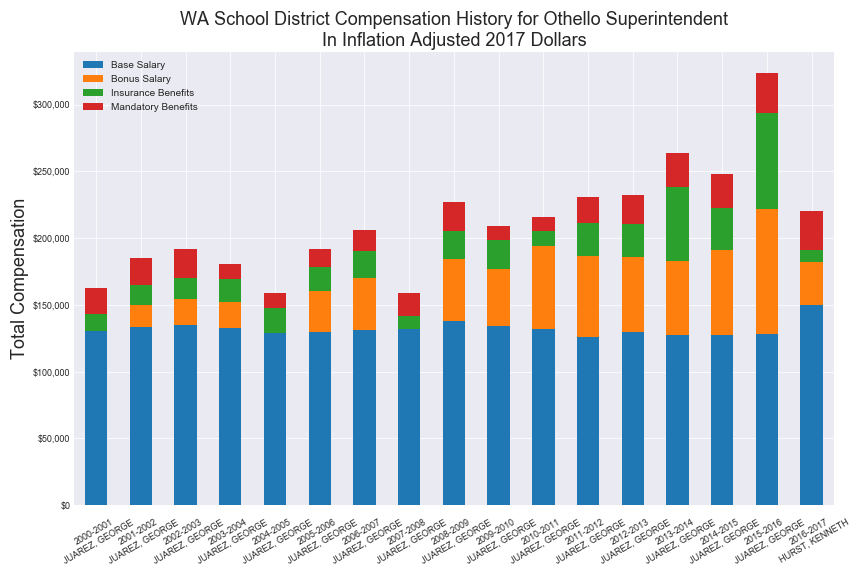 WA School District Compensation History for Othello Superintendent
In Inflation Adjusted 2017 Dollars
Base Salary
Bonus Salary
Insurance Benefits
Mandatory Benefits
Total Compensation
$300,000
$250,000
$200,000
$150,000
$100,000
$50,000
$0
2000-2001
JUAREZ, GEORGE
2001-2002
JUAREZ, GEORGE
2002-2003
JUAREZ, GEORGE
2003-2004
JUAREZ, GEORGE
2004-2005
JUAREZ, GEORGE
2005-2006
JUAREZ, GEORGE
2006-2007
JUAREZ, GEORGE
2007-2008
JUAREZ, GEORGE
2008-2009
JUAREZ, GEORGE
2009-2010
JUAREZ, GEORGE
2010-2011
JUAREZ, GEORGE
2011-2012
JUAREZ, GEORGE
2012-2013
JUAREZ, GEORGE
2013-2014
JUAREZ, GEORGE
2014-2015
JUAREZ, GEORGE
2015-2016
JUAREZ, GEORGE
2016-2017
HURST, KENNETH